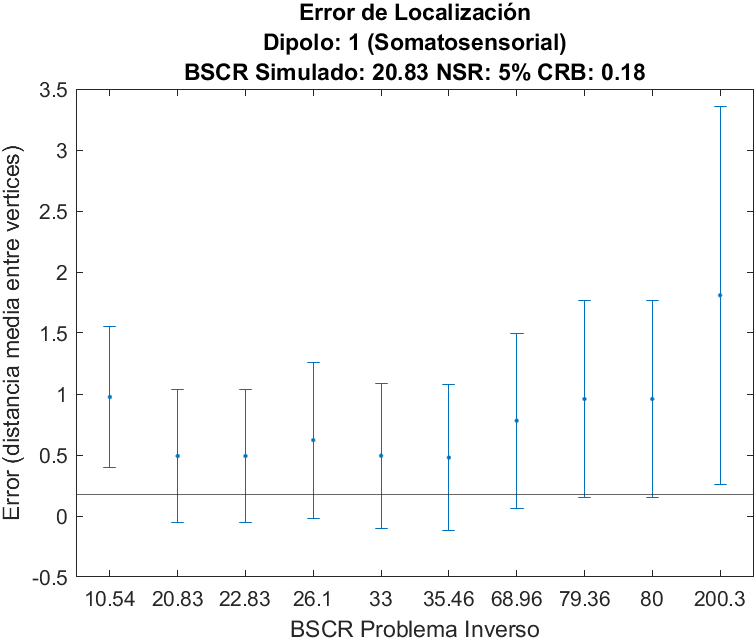 Error de Localización
Dipolo: 1 (Somatosensorial)
BSCR Simulado: 20.83 NSR: 5% CRB: 0.18
Error (distancia media entre vertices)
3.5
3
2.5
2
1.5
1
0.5
0
-0.5
10.54 20.83 22.83 26.1 33 35.46 68.96 79.36 80 200.3
BSCR Problema Inverso